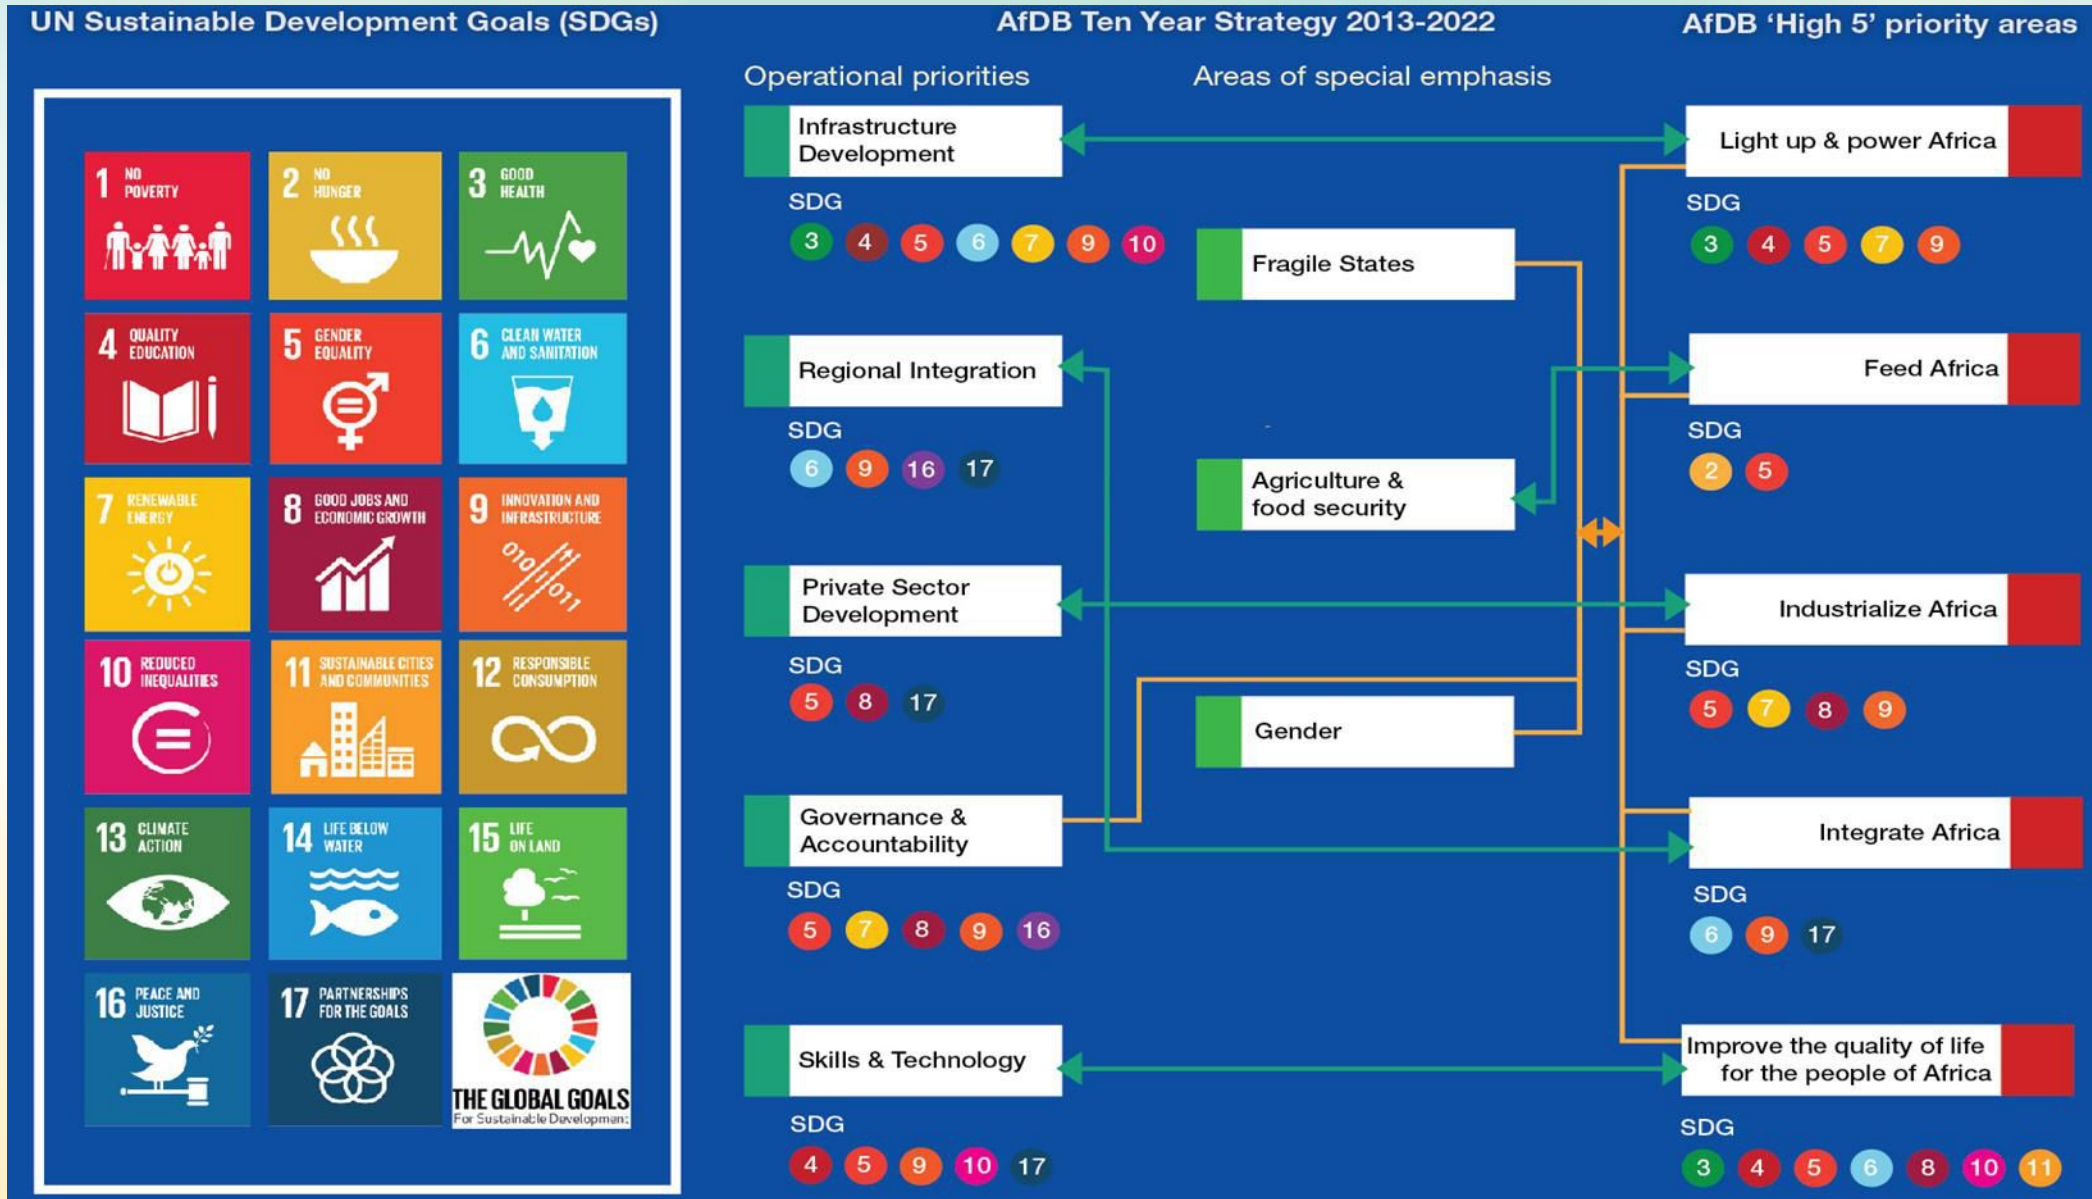 UN Sustainable Development Goals (SDGs)
1 NO
POVERTY
2 NO
HUNGER
3 GOOD
HEALTH
4 QUALITY
EDUCATION
5 GENDER
EQUALITY
6 CLEAN WATER
AND SANITATION
7 RENEWABLE
ENERGY
8 GOOD JOBS AND
ECONOMIC GROWTH
9 INNOVATION AND
INFRASTRUCTURE
010 011
10 REDUCED
INEQUALITIES
11 SUSTAINABLE CITIES
AND COMMUNITIES
12 RESPONSIBLE
CONSUMPTION
13 CLIMATE
ACTION
14 LIFE BELOW
WATER
15 LIFE
ON LAND
16 PEACE AND
JUSTICE
17 PARTNERSHIPS
FOR THE GOALS
THE GLOBAL GOALS
For Sustainable Development
AfDB Ten Year Strategy 2013-2022
Operational priorities
Infrastructure
Development
SDG
3 4 5 6 7 9 10
Regional Integration
SDG
6 9 16 17
Private Sector
Development
SDG
5 8 17
Governance &
Accountability
SDG
5 7 8 9 16
Skills & Technology
SDG
4 5 9 10 17
Areas of special emphasis
Fragile States
Agriculture &
food security
Gender
AfDB ‘High 5’ priority areas
Light up & power Africa
SDG
3 4 5 7 9
Feed Africa
SDG
2 5
Industrialize Africa
SDG
5 7 8 9
Integrate Africa
SDG
6 9 17
Improve the quality of life
for the people of Africa
SDG
3 4 5 6 8 10 11